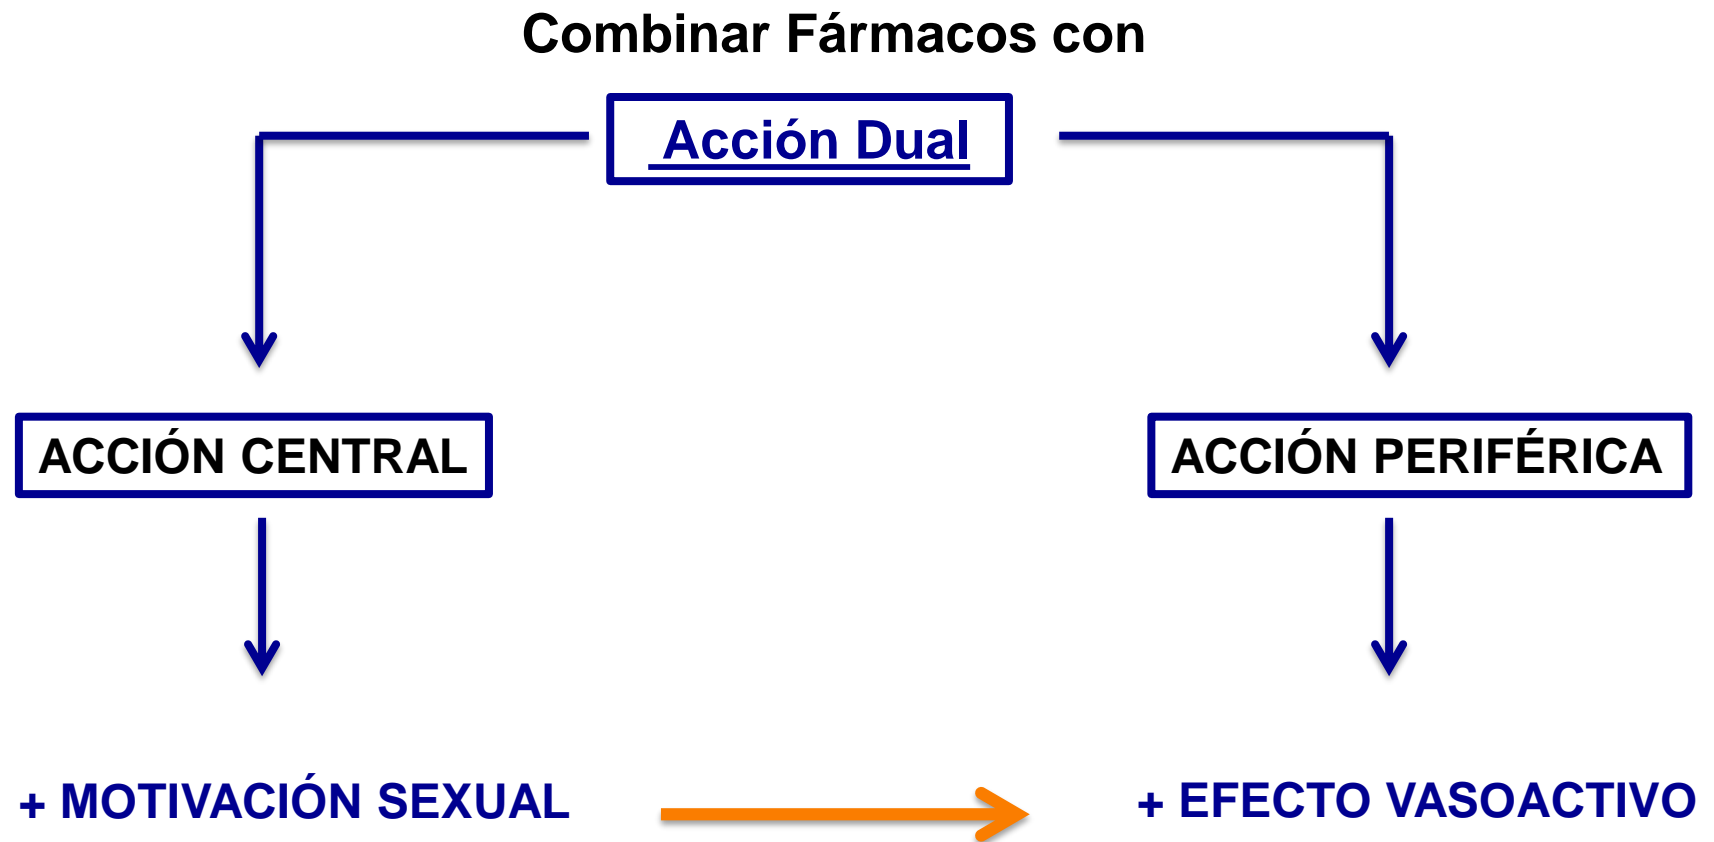 Combinar Fármacos con
Acción Dual
ACCIÓN CENTRAL
ACCIÓN PERIFÉRICA
+ MOTIVACIÓN SEXUAL
+ EFECTO VASOACTIVO